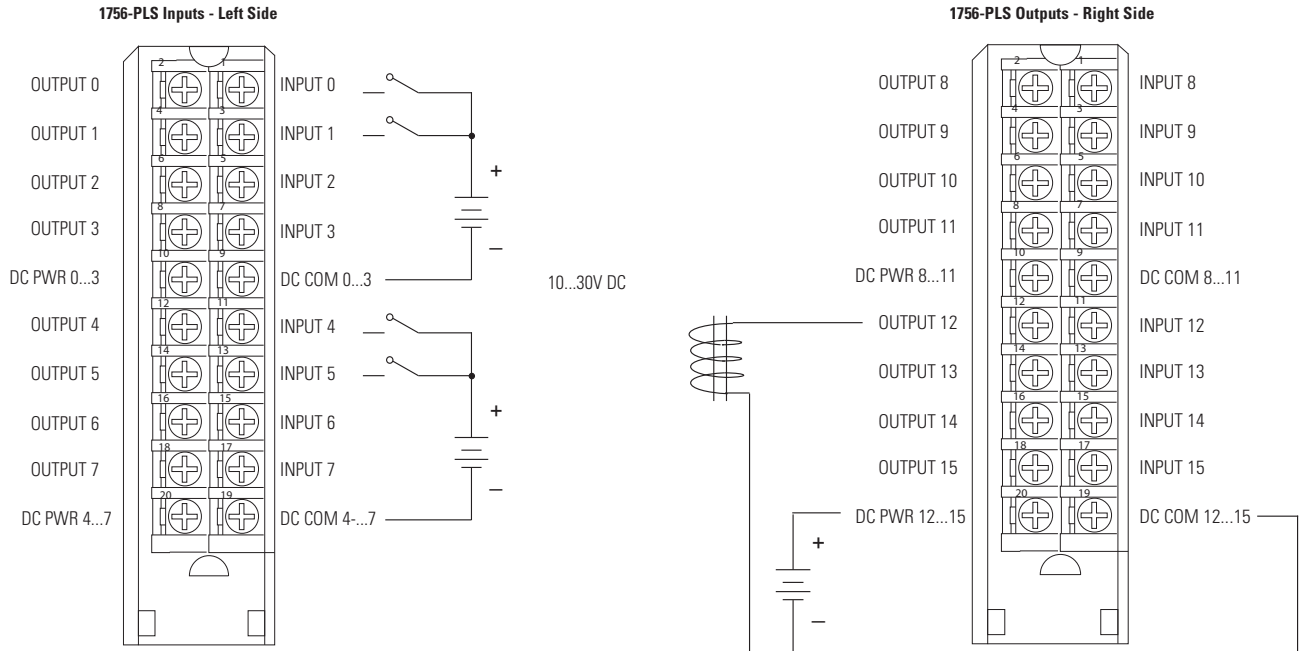 1756-PLS Inputs - Left Side
OUTPUT 0 2 1 INPUT 0
OUTPUT 1 4 3 INPUT 1
OUTPUT 2 6 5 INPUT 2
+
OUTPUT 3 8 7 INPUT 3
–
DC PWR 0...3 10 9 DC COM 0...3
OUTPUT 4 12 11 INPUT 4
OUTPUT 5 14 13 INPUT 5
+
OUTPUT 6 16 15 INPUT 6
OUTPUT 7 18 17 INPUT 7
–
DC PWR 4...7 20 19 DC COM 4-...7
10...30V DC
1756-PLS Outputs - Right Side
OUTPUT 8 2 1 INPUT 8
OUTPUT 9 4 3 INPUT 9
OUTPUT 10 6 5 INPUT 10
OUTPUT 11 8 7 INPUT 11
DC PWR 8...11 10 9 DC COM 8...11
OUTPUT 12 12 11 INPUT 12
OUTPUT 13 14 13 INPUT 13
OUTPUT 14 16 15 INPUT 14
OUTPUT 15 18 17 INPUT 15
DC PWR 12...15 20 19 DC COM 12...15
+
–